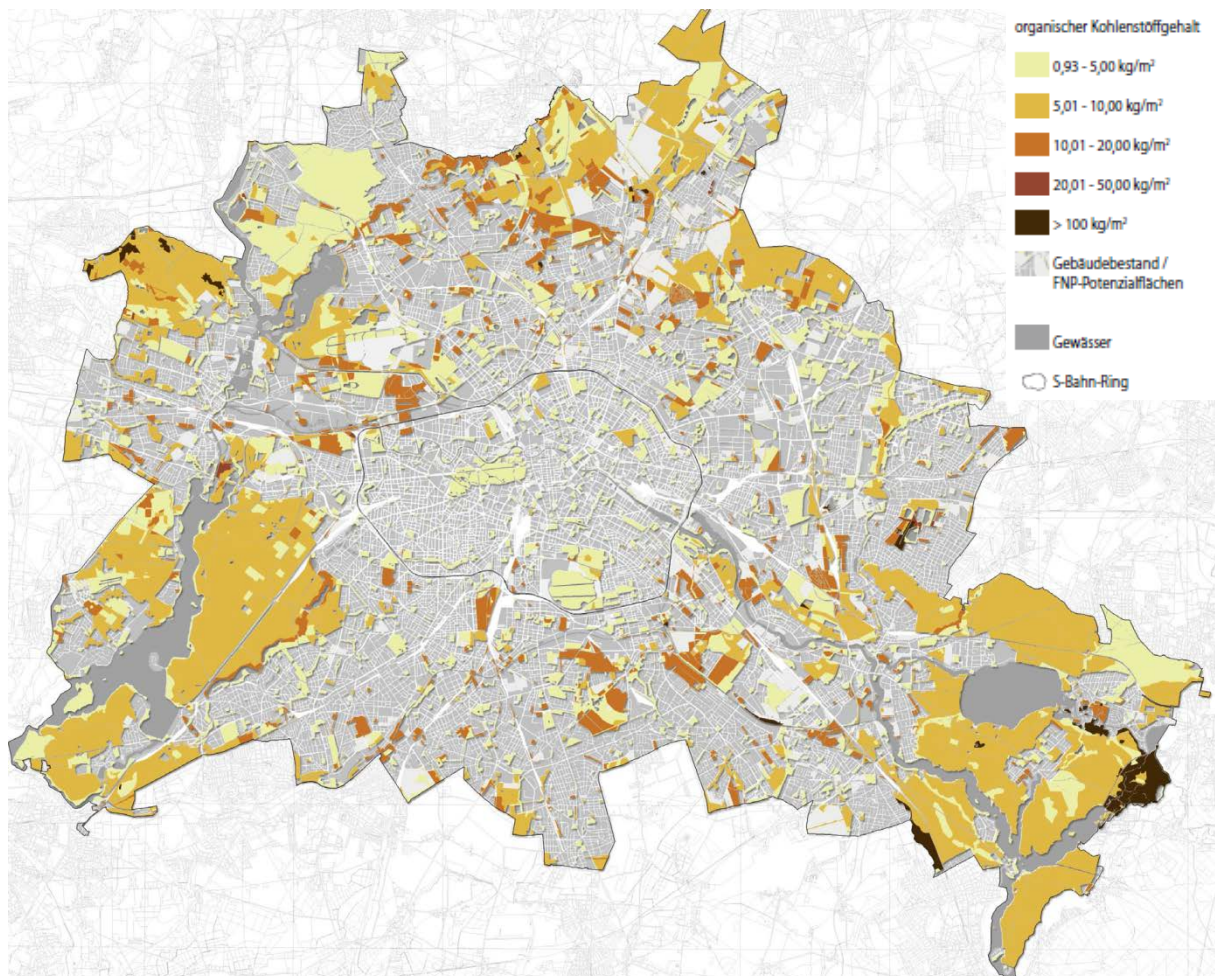 organischer Kohlenstöffgehalt
0,93 - 5,00 kg/m²
5,01 - 10,00 kg/m²
10,01 - 20,00 kg/m²
20,01 - 50,00 kg/m²
> 100 kg/m²
Gebäudebestand /
FNP-Potenzialflächen
Gewässer
S-Bahn-Ring